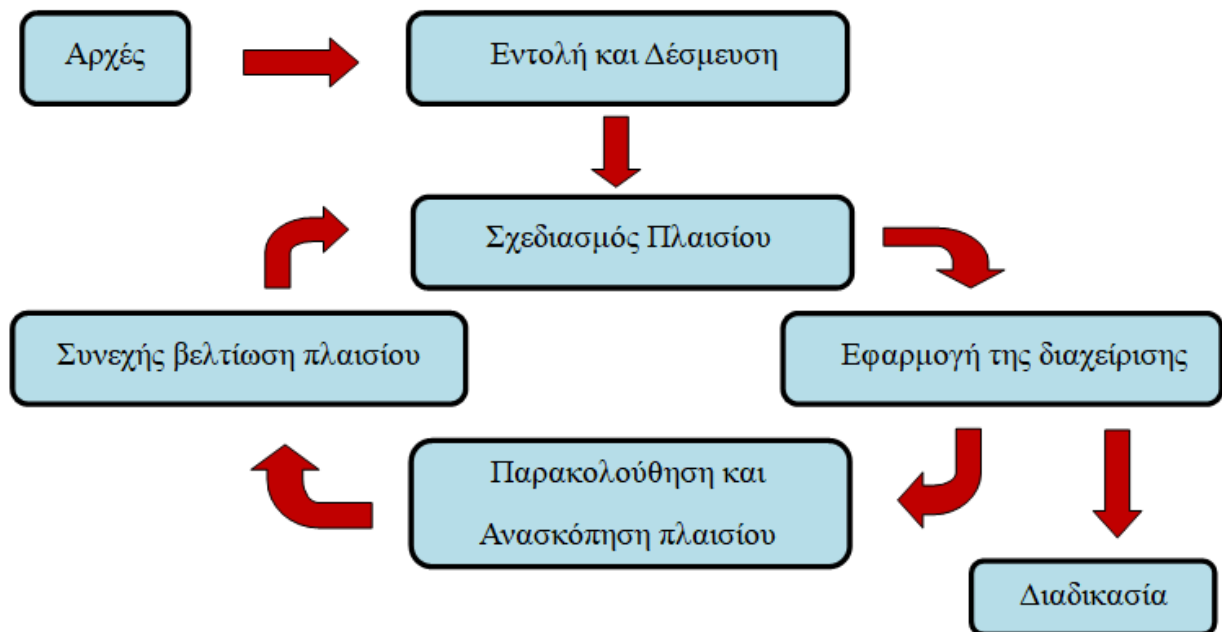 Αρχές
Εντολή και Δέσμευση
Σχεδιασμός Πλαισίου
Συνεχής βελτίωση πλαισίου
Εφαρμογή της διαχείρισης
Παρακολούθηση και
Ανασκόπηση πλαισίου
Διαδικασία